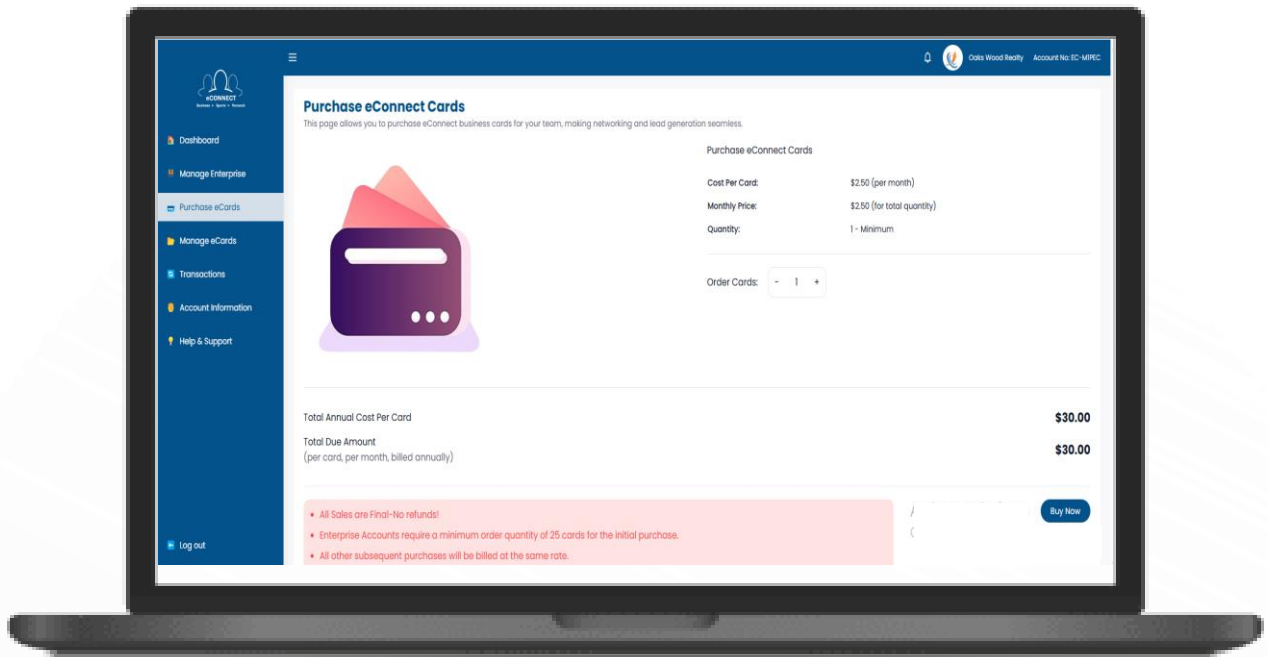 Oaks Wood Realty Account No: EC-M1PEC
eCONNECT
Business • Sports • Personal
Dashboard
Manage Enterprise
Purchase eCards
Manage eCards
Transactions
Account Information
Help & Support
Log out
Purchase eConnect Cards
This page allows you to purchase eConnect business cards for your team, making networking and lead generation seamless.
Purchase eConnect Cards
Cost Per Card: $2.50 (per month)
Monthly Price: $2.50 (for total quantity)
Quantity: 1 - Minimum
Order Cards: - 1 +
Total Annual Cost Per Card $30.00
Total Due Amount $30.00
(per card, per month, billed annually)
• All Sales are Final-No refunds!
• Enterprise Accounts require a minimum order quantity of 25 cards for the initial purchase.
• All other subsequent purchases will be billed at the same rate.
Buy Now